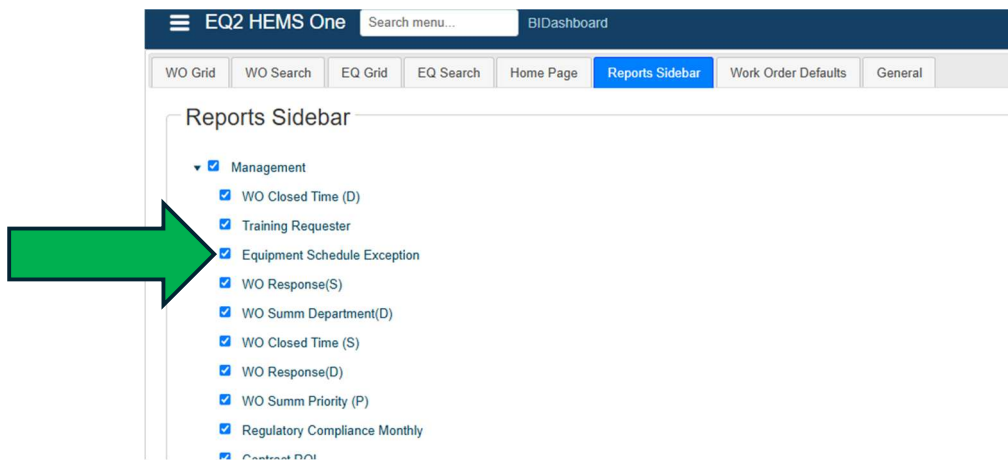 EQ2 HEMS One Search menu... BIDashboard
WO Grid WO Search EQ Grid EQ Search Home Page Reports Sidebar Work Order Defaults General
Reports Sidebar
Management
WO Closed Time (D)
Training Requester
Equipment Schedule Exception
WO Response(S)
WO Summ Department(D)
WO Closed Time (S)
WO Response(D)
WO Summ Priority (P)
Regulatory Compliance Monthly
Contract ROI